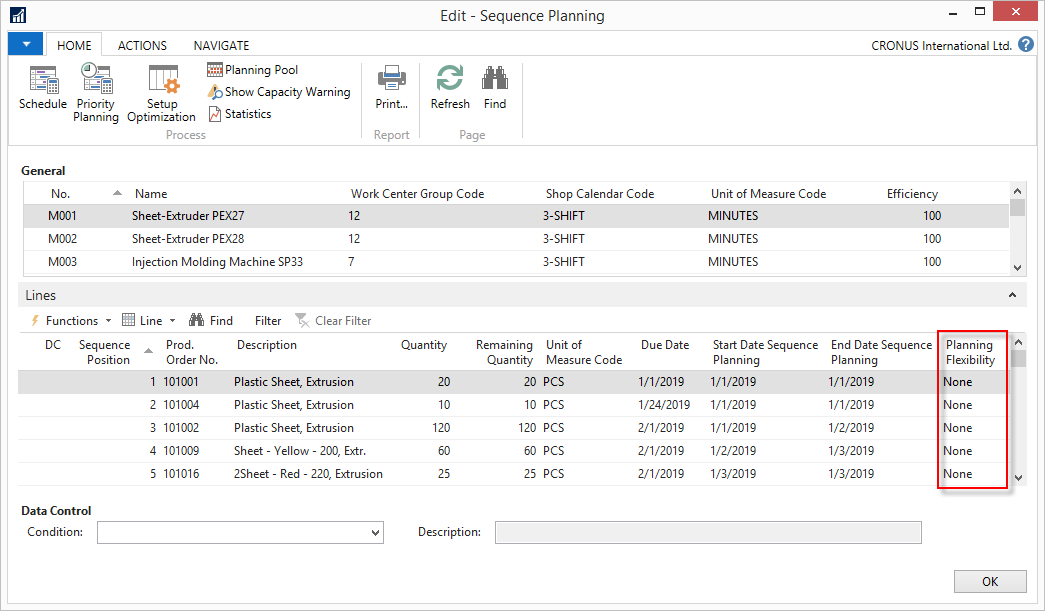 Edit - Sequence Planning
HOME ACTIONS NAVIGATE CRONUS International Ltd. ?
Schedule
Priority Planning
Setup Optimization
Planning Pool
Show Capacity Warning
Statistics
Process
Print...
Report
Refresh
Find
Page
General
No. Name Work Center Group Code Shop Calendar Code Unit of Measure Code Efficiency
M001 Sheet-Extruder PEX27 12 3-SHIFT MINUTES 100
M002 Sheet-Extruder PEX28 12 3-SHIFT MINUTES 100
M003 Injection Molding Machine SP33 7 3-SHIFT MINUTES 100
Lines
Functions Line Find Filter Clear Filter
DC Sequence Position Prod. Order No. Description Quantity Remaining Quantity Unit of Measure Code Due Date Start Date Sequence Planning End Date Sequence Planning Planning Flexibility
1 101001 Plastic Sheet, Extrusion 20 20 PCS 1/1/2019 1/1/2019 1/1/2019 None
2 101004 Plastic Sheet, Extrusion 10 10 PCS 1/24/2019 1/1/2019 1/1/2019 None
3 101002 Plastic Sheet, Extrusion 120 120 PCS 2/1/2019 1/1/2019 1/2/2019 None
4 101009 Sheet - Yellow - 200, Extr. 60 60 PCS 2/1/2019 1/2/2019 1/3/2019 None
5 101016 2Sheet - Red - 220, Extrusion 25 25 PCS 2/1/2019 1/3/2019 1/3/2019 None
Data Control
Condition: Description:
OK